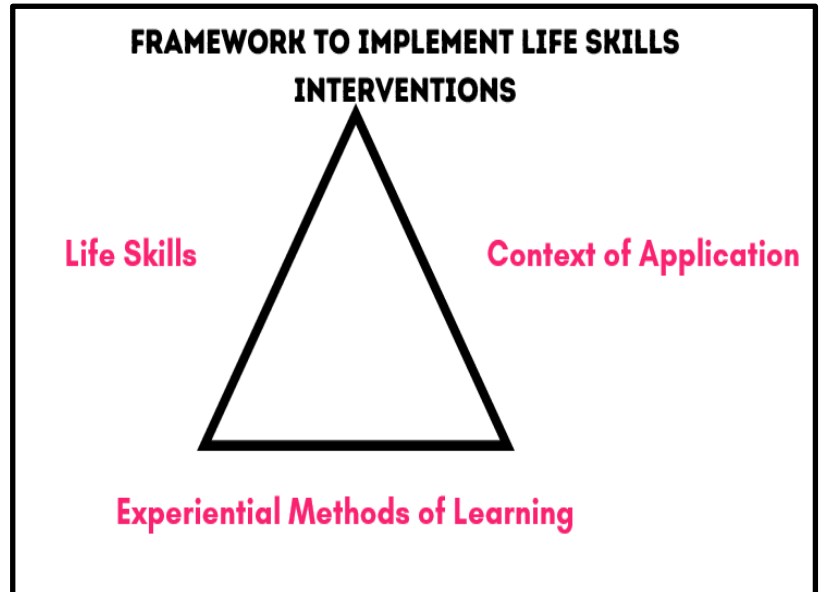 FRAMEWORK TO IMPLEMENT LIFE SKILLS
INTERVENTIONS
Life Skills
Context of Application
Experiential Methods of Learning